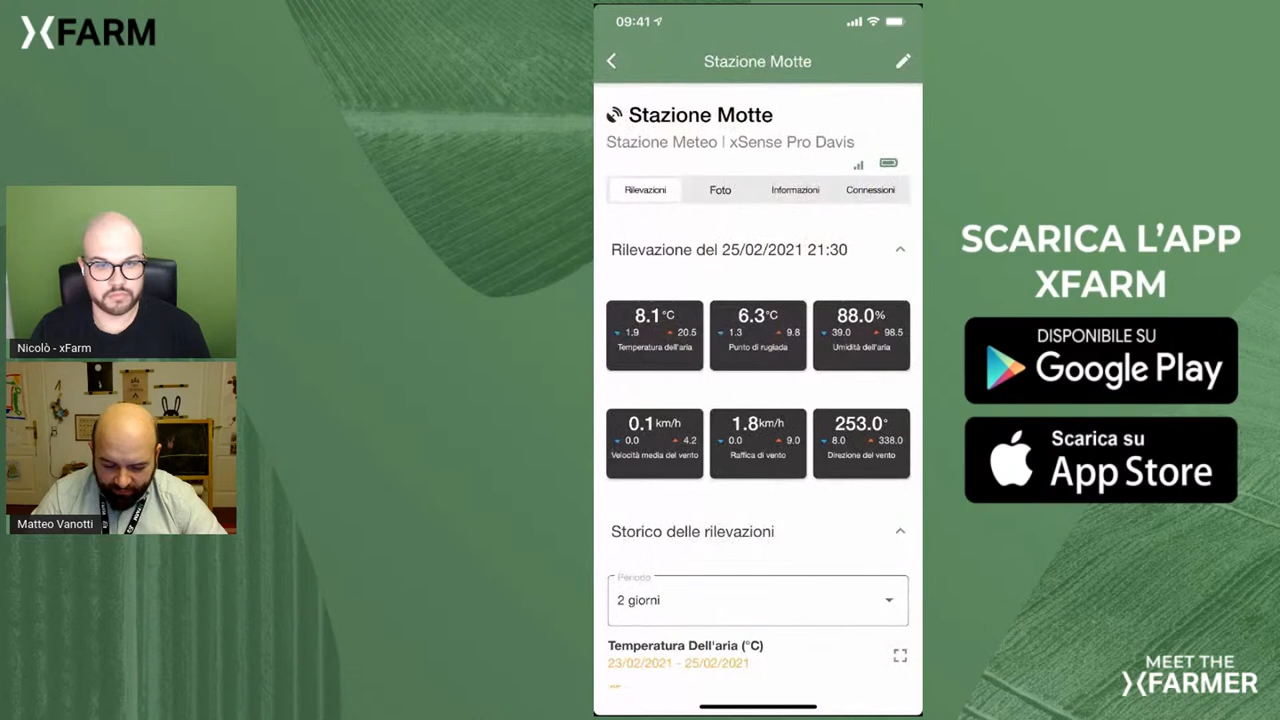 XFARM
Nicolò - xFarm
Matteo Vanotti
09:41
Stazione Motte
Stazione Motte
Stazione Meteo | xSense Pro Davis
Rilevazioni Foto Informazioni Connessioni
Rilevazione del 25/02/2021 21:30
8.1°C 6.3°C 88.0%
1.9 20.5 1.3 9.8 39.0 98.5
Temperatura dell'aria Punto di rugiada Umidità dell'aria
0.1 km/h 1.8 km/h 253.0°
0.0 4.2 0.0 9.0 8.0 338.0
Velocità media del vento Raffica di vento Direzione del vento
Storico delle rilevazioni
Periodo
2 giorni
Temperatura Dell'aria (°C)
23/02/2021 - 25/02/2021
SCARICA L'APP
XFARM
DISPONIBILE SU
Google Play
Scarica su
App Store
MEET THE
XFARMER